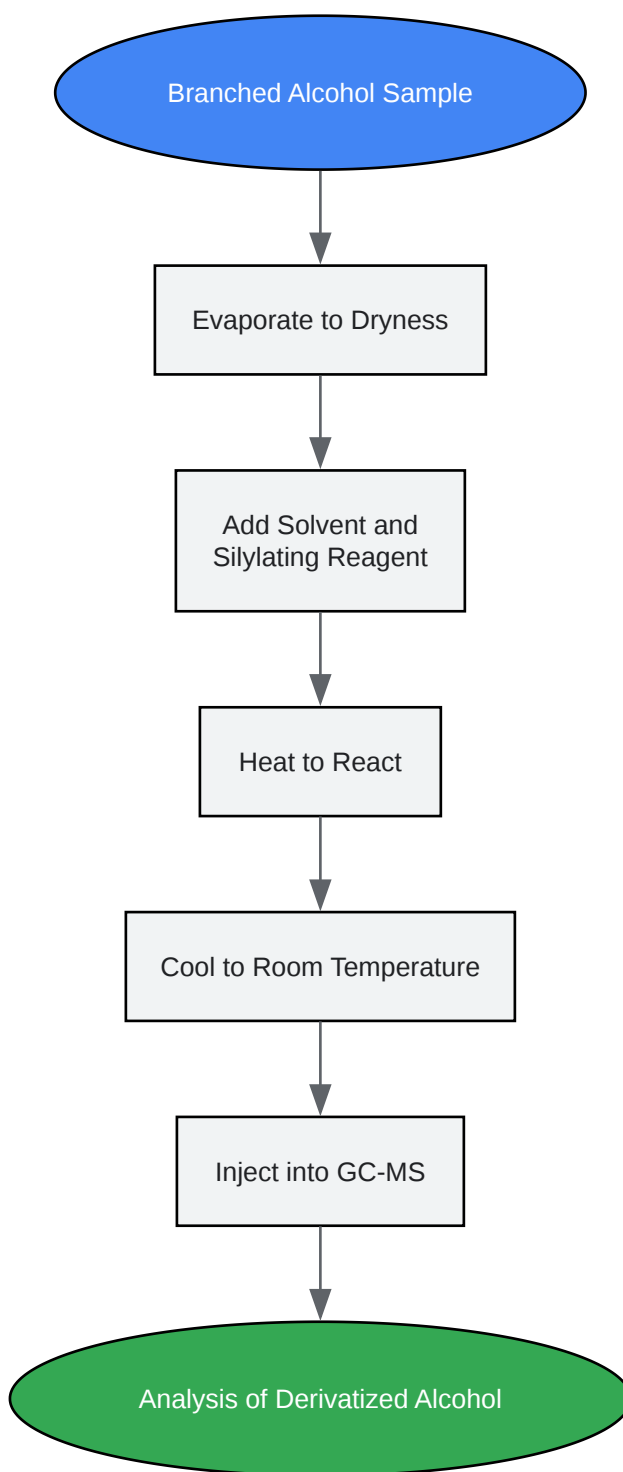 Branched Alcohol Sample
Evaporate to Dryness
Add Solvent and
Silylating Reagent
Heat to React
Cool to Room Temperature
Inject into GC-MS
Analysis of Derivatized Alcohol